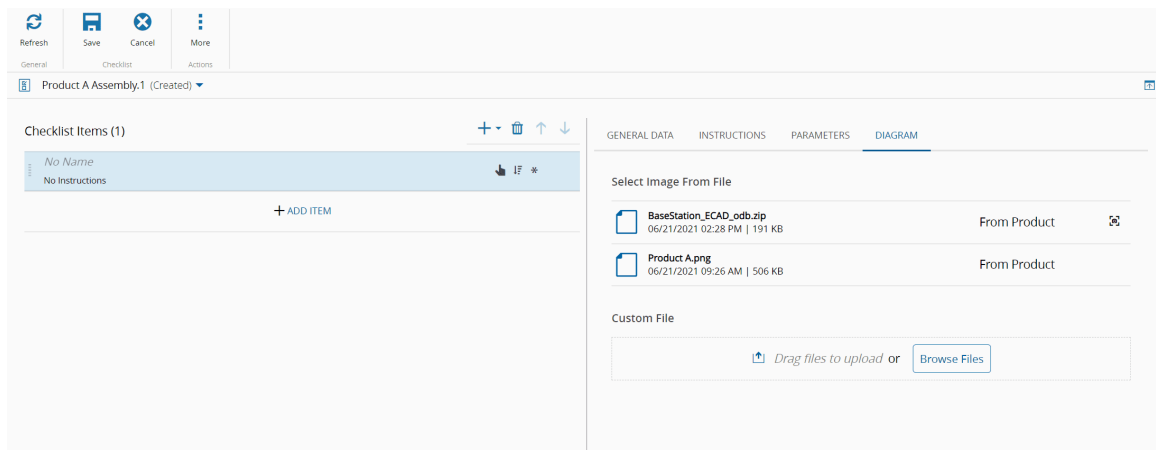 Refresh
Save
Cancel
More
General
Checklist
Actions
Product A Assembly.1 (Created)
Checklist Items (1)
No Name
No Instructions
ADD ITEM
GENERAL DATA
INSTRUCTIONS
PARAMETERS
DIAGRAM
Select Image From File
BaseStation_ECAD_odb.zip
06/21/2021 02:28 PM | 191 KB
From Product
Product A.png
06/21/2021 09:26 AM | 506 KB
From Product
Custom File
Drag files to upload or
Browse Files